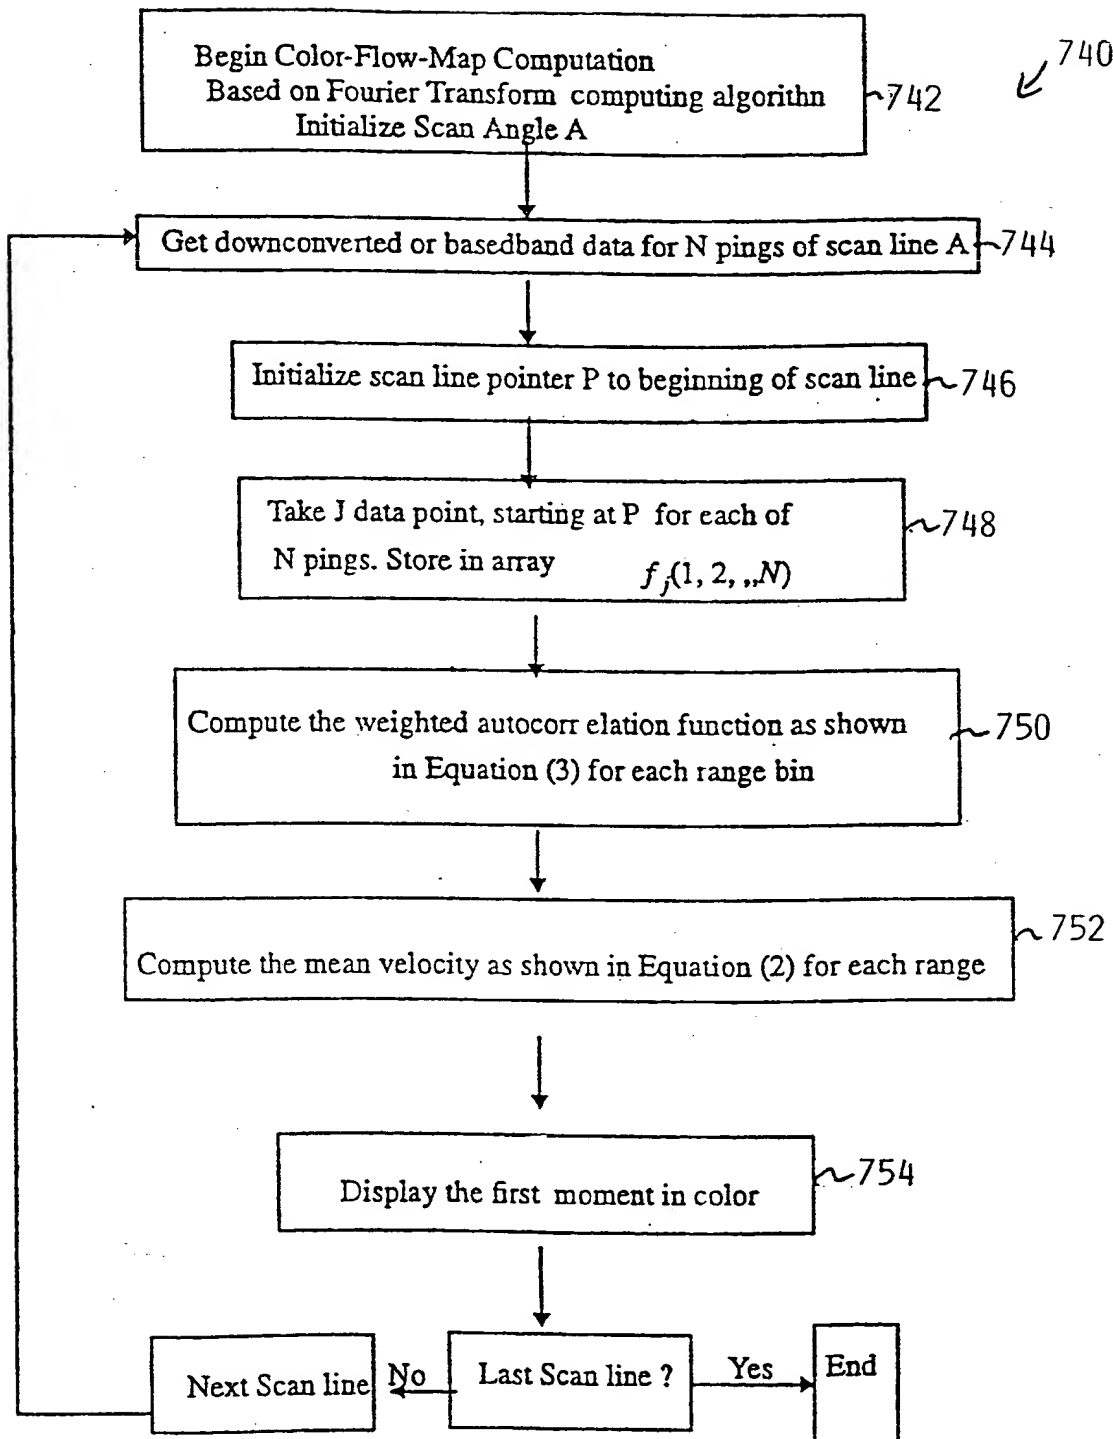 740
Begin Color-Flow-Map Computation
Based on Fourier Transform computing algorithn
Initialize Scan Angle A
742
Get downconverted or basedband data for N pings of scan line A
744
Initialize scan line pointer P to beginning of scan line
746
Take J data point, starting at P for each of
N pings. Store in array f_j(1, 2, ,,N)
748
Compute the weighted autocorr elation function as shown
in Equation (3) for each range bin
750
Compute the mean velocity as shown in Equation (2) for each range
752
Display the first moment in color
754
Next Scan line No Last Scan line ? Yes End